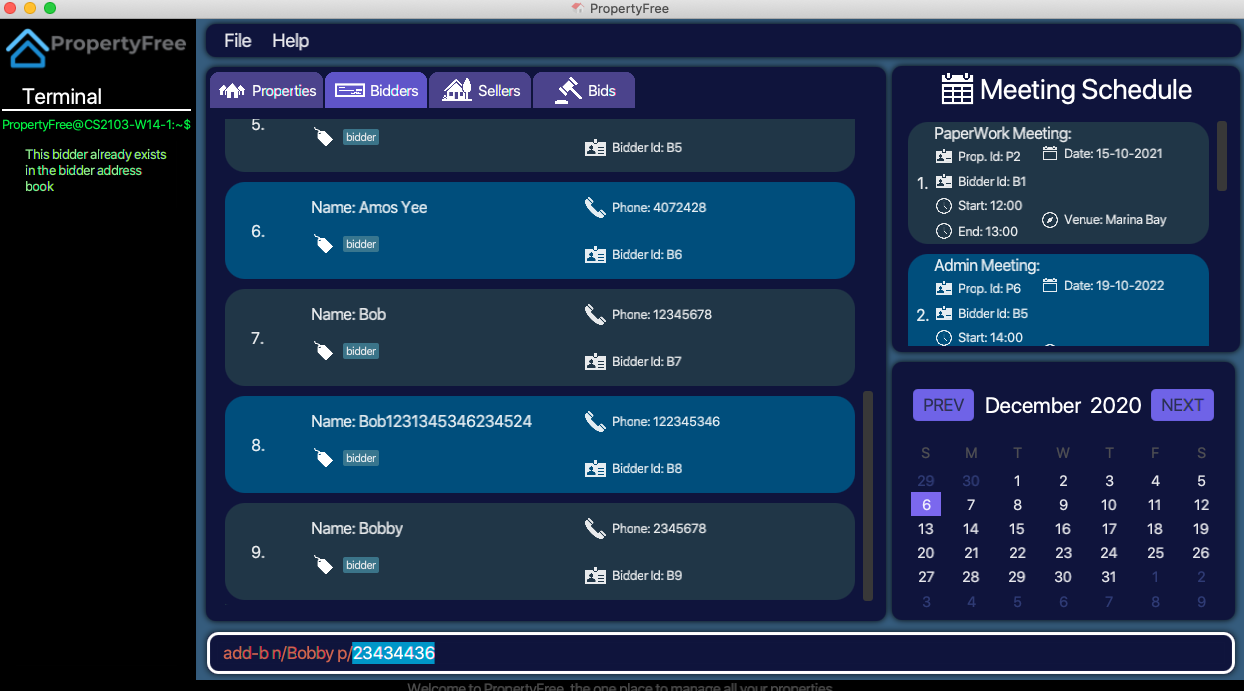 PropertyFree
PropertyFree
File Help
Terminal
PropertyFree@CS2103-W14-1:~$
This bidder already exists
in the bidder address
book
Properties Bidders Sellers Bids
5.
bidder
Bidder Id: B5
6.
Name: Amos Yee
Phone: 4072428
bidder
Bidder Id: B6
7.
Name: Bob
Phone: 12345678
bidder
Bidder Id: B7
8.
Name: Bob1231345346234524
Phone: 122345346
bidder
Bidder Id: B8
9.
Name: Bobby
Phone: 2345678
bidder
Bidder Id: B9
Meeting Schedule
1.
PaperWork Meeting:
Prop. Id: P2
Date: 15-10-2021
Bidder Id: B1
Start: 12:00
Venue: Marina Bay
End: 13:00
2.
Admin Meeting:
Prop. Id: P6
Date: 19-10-2022
Bidder Id: B5
Start: 14:00
PREV December 2020 NEXT
S M T W T F S
29 30 1 2 3 4 5
6 7 8 9 10 11 12
13 14 15 16 17 18 19
20 21 22 23 24 25 26
27 28 29 30 31 1 2
3 4 5 6 7 8 9
add-b n/Bobby p/23434436
Welcome to PropertyFree, the one place to manage all your properties